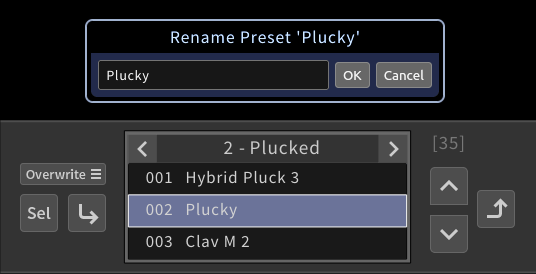 Rename Preset 'Plucky'
Plucky
OK
Cancel
2 - Plucked
[35]
Overwrite
Sel
001 Hybrid Pluck 3
002 Plucky
003 Clav M 2